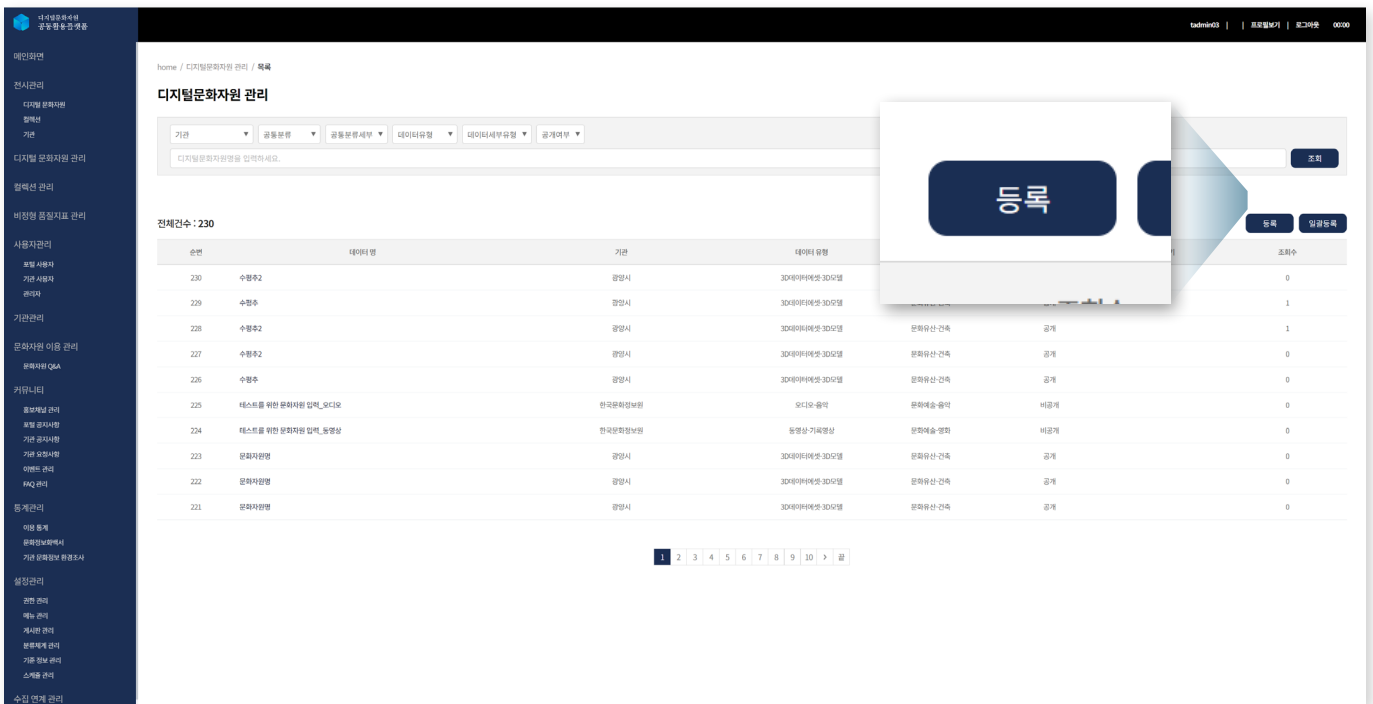 디지털문화자원
공동활용플랫폼
tadmin03 | | 프로필보기 | 로그아웃 00:00
메인화면
전시관리
디지털 문화자원
컬렉션
기관
디지털 문화자원 관리
컬렉션 관리
비정형 품질지표 관리
사용자관리
포털 사용자
기관 사용자
관리자
기관관리
문화자원 이용 관리
문화자원 Q&A
커뮤니티
홍보채널 관리
포털 공지사항
기관 공지사항
기관 요청사항
이벤트 관리
FAQ 관리
통계관리
이용 통계
문화정보화백서
기관 문화정보 환경조사
설정관리
권한 관리
메뉴 관리
게시판 관리
분류체계 관리
기준 정보 관리
스케줄 관리
수집 연계 관리
home / 디지털문화자원 관리 / 목록
디지털문화자원 관리
기관 ▼ 공통분류 ▼ 공통분류세부 ▼ 데이터유형 ▼ 데이터세부유형 ▼ 공개여부 ▼
디지털문화자원명을 입력하세요.
조회
등록
전체건수 : 230
등록 일괄등록
순번 데이터 명 기관 데이터 유형 조회수
230 수평추2 광양시 3D데이터에셋-3D모델 0
229 수평추 광양시 3D데이터에셋-3D모델 1
228 수평추2 광양시 3D데이터에셋-3D모델 문화유산-건축 공개 1
227 수평추2 광양시 3D데이터에셋-3D모델 문화유산-건축 공개 0
226 수평추 광양시 3D데이터에셋-3D모델 문화유산-건축 공개 0
225 테스트를 위한 문화자원 입력_오디오 한국문화정보원 오디오-음악 문화예술-음악 비공개 0
224 테스트를 위한 문화자원 입력_동영상 한국문화정보원 동영상-기록영상 문화예술-영화 비공개 0
223 문화자원명 광양시 3D데이터에셋-3D모델 문화유산-건축 공개 0
222 문화자원명 광양시 3D데이터에셋-3D모델 문화유산-건축 공개 0
221 문화자원명 광양시 3D데이터에셋-3D모델 문화유산-건축 공개 0
1 2 3 4 5 6 7 8 9 10 > 끝